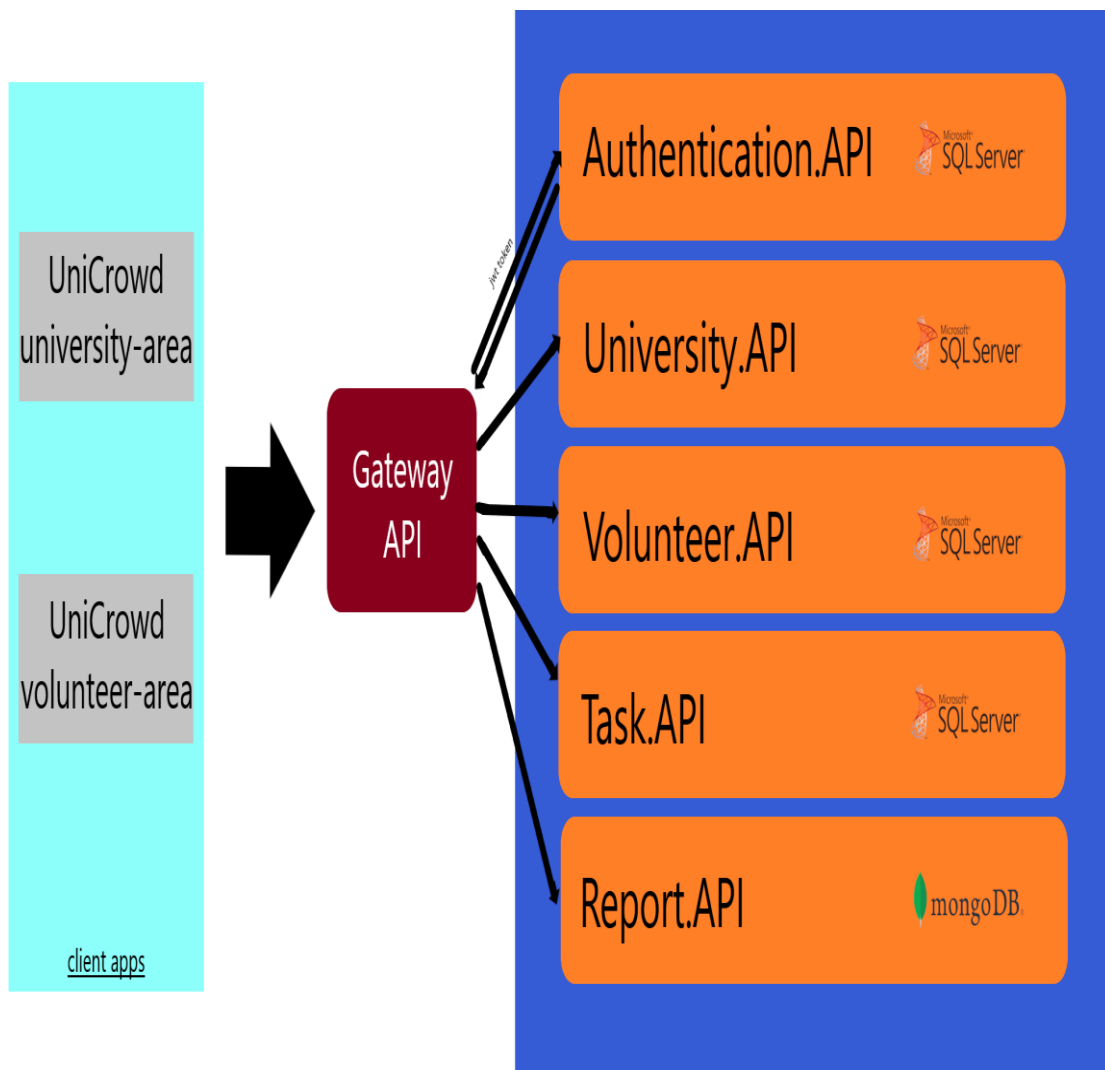 UniCrowd
university-area
UniCrowd
volunteer-area
client apps
Gateway
API
jwt token
Authentication.API
Microsoft
SQL Server
University.API
Microsoft
SQL Server
Volunteer.API
Microsoft
SQL Server
Task.API
Microsoft
SQL Server
Report.API
mongoDB